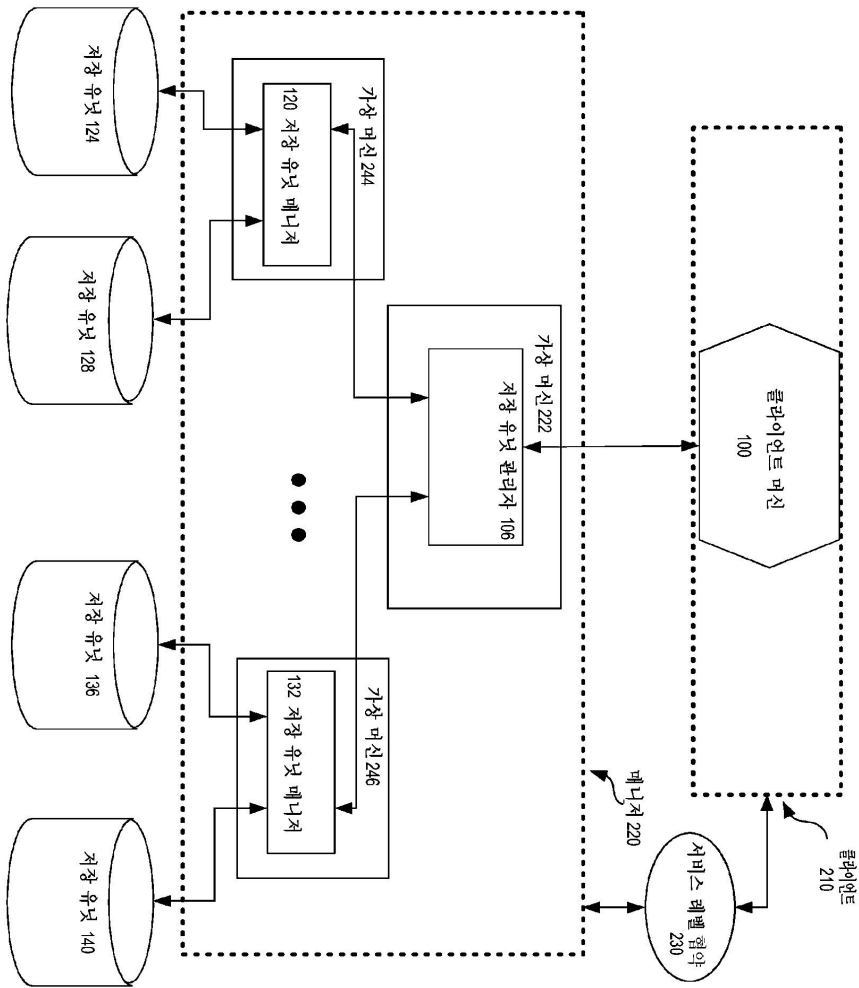 클라이언트
210
클라이언트 머신
100
서비스 레벨 협약
230
매니저 220
가상 머신 222
저장 유닛 관리자 106
가상 머신 244
120 저장 유닛 매니저
가상 머신 246
132 저장 유닛 매니저
저장 유닛 124
저장 유닛 128
저장 유닛 136
저장 유닛 140